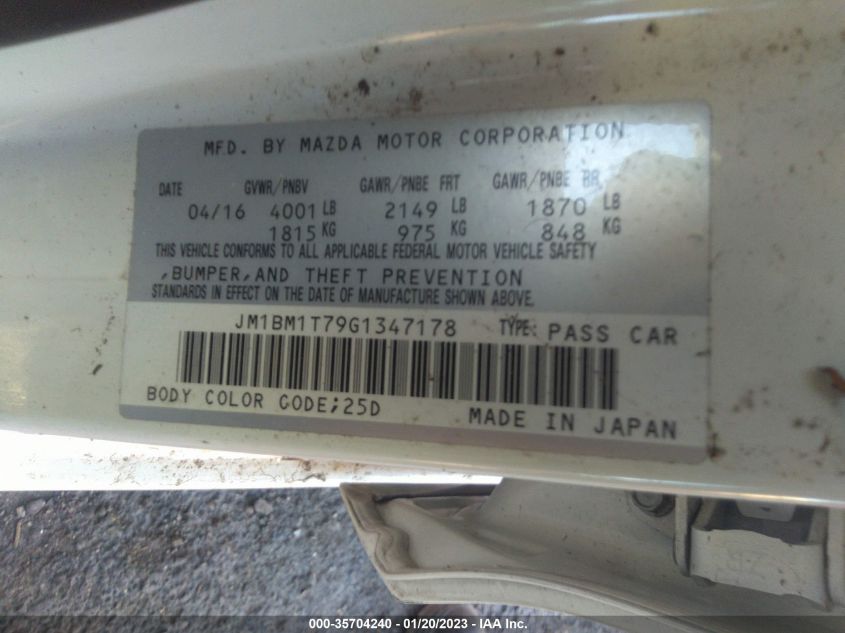 MFD. BY MAZDA MOTOR CORPORATION
DATE GVWR/PNBV GAWR/PNBE FRT GAWR/PNBE RR
04/16 4001 LB 2149 LB 1870 LB
1815 KG 975 KG 848 KG
THIS VEHICLE CONFORMS TO ALL APPLICABLE FEDERAL MOTOR VEHICLE SAFETY
,BUMPER,AND THEFT PREVENTION
STANDARDS IN EFFECT ON THE DATE OF MANUFACTURE SHOWN ABOVE.
JM1BM1T79G1347178 TYPE: PASS CAR
BODY COLOR CODE;25D MADE IN JAPAN
000-35704240 - 01/20/2023 - IAA Inc.